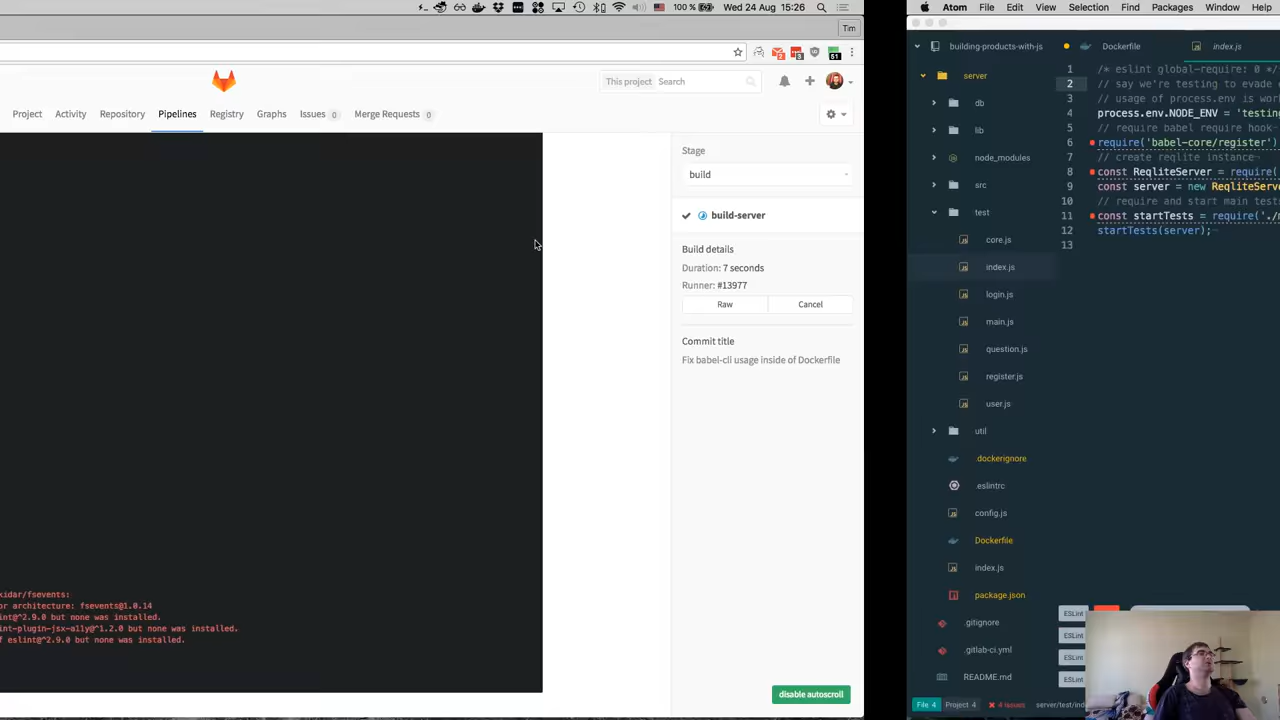 100 %
Wed 24 Aug 15:26
Tim
This project
Search
Project
Activity
Repository
Pipelines
Registry
Graphs
Issues 0
Merge Requests 0
Stage
build
build-server
Build details
Duration: 7 seconds
Runner: #13977
Raw
Cancel
Commit title
Fix babel-cli usage inside of Dockerfile
kidar/fsevents:
or architecture: fsevents@1.0.14
int@^2.9.0 but none was installed.
nt-plugin-jsx-a11y@^1.2.0 but none was installed.
f eslint@^2.9.0 but none was installed.
disable autoscroll
Atom File Edit View Selection Find Packages Window Help
building-products-with-js
server
db
lib
node_modules
src
test
core.js
index.js
login.js
main.js
question.js
register.js
user.js
util
.dockerignore
.eslintrc
config.js
Dockerfile
index.js
package.json
.gitignore
.gitlab-ci.yml
README.md
Dockerfile
index.js
1 /* eslint global-require: 0 */
2 // say we're testing to evade
3 // usage of process.env is wor
4 process.env.NODE_ENV = 'testing
5 // require babel require hook
6 require('babel-core/register')
7 // create reqlite instance
8 const ReqliteServer = require(
9 const server = new ReqliteServe
10 // require and start main tests
11 const startTests = require('./m
12 startTests(server);
13
ESLint
ESLint
ESLint
ESLint
File 4
Project 4
4 Issues
server/test/ind